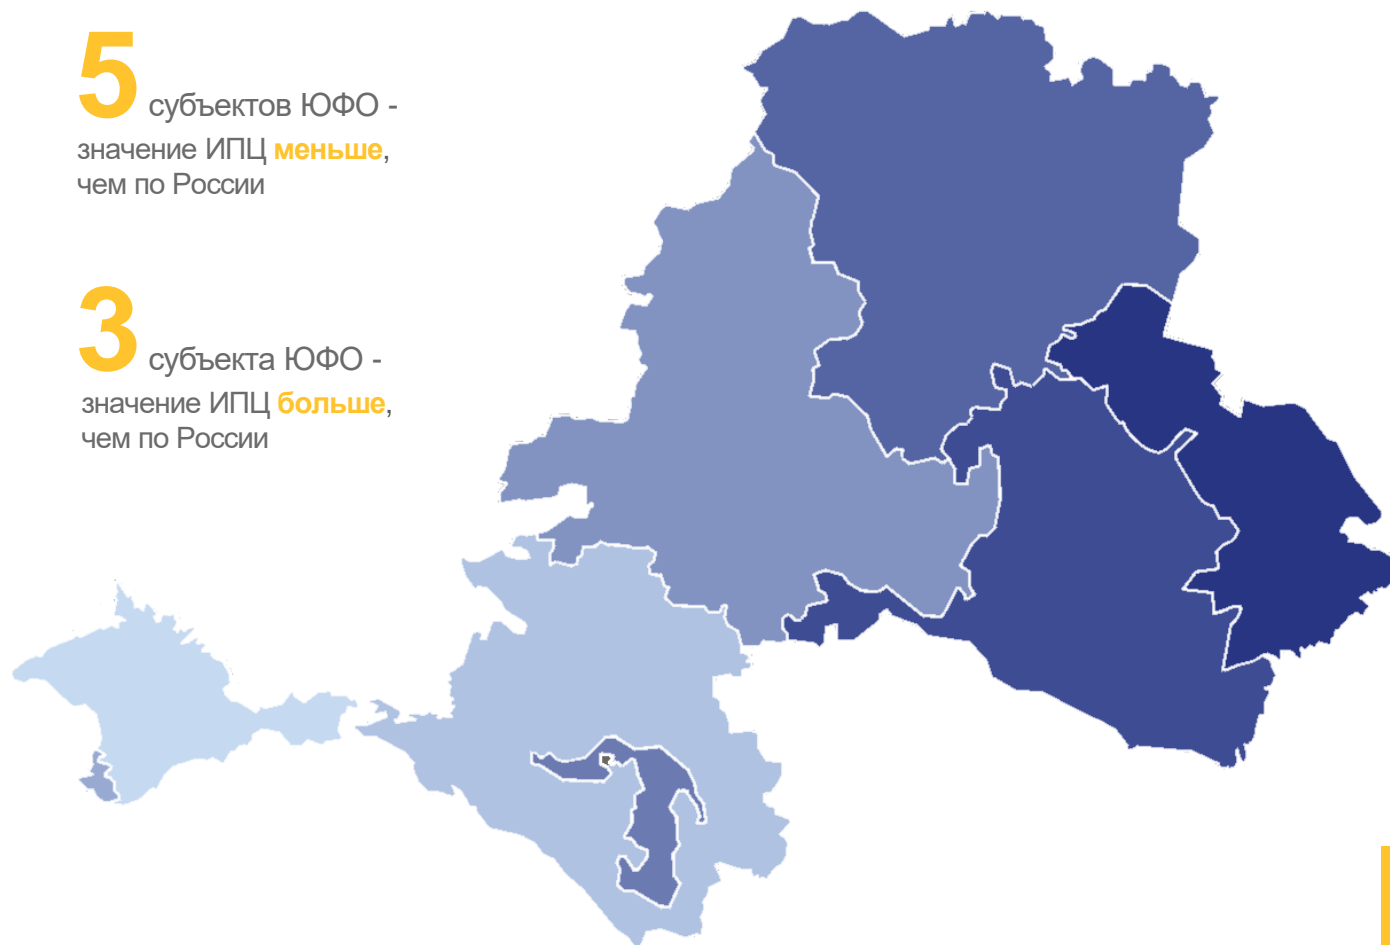 5 субъектов ЮФО -
значение ИПЦ меньше,
чем по России
3 субъекта ЮФО -
значение ИПЦ больше,
чем по России